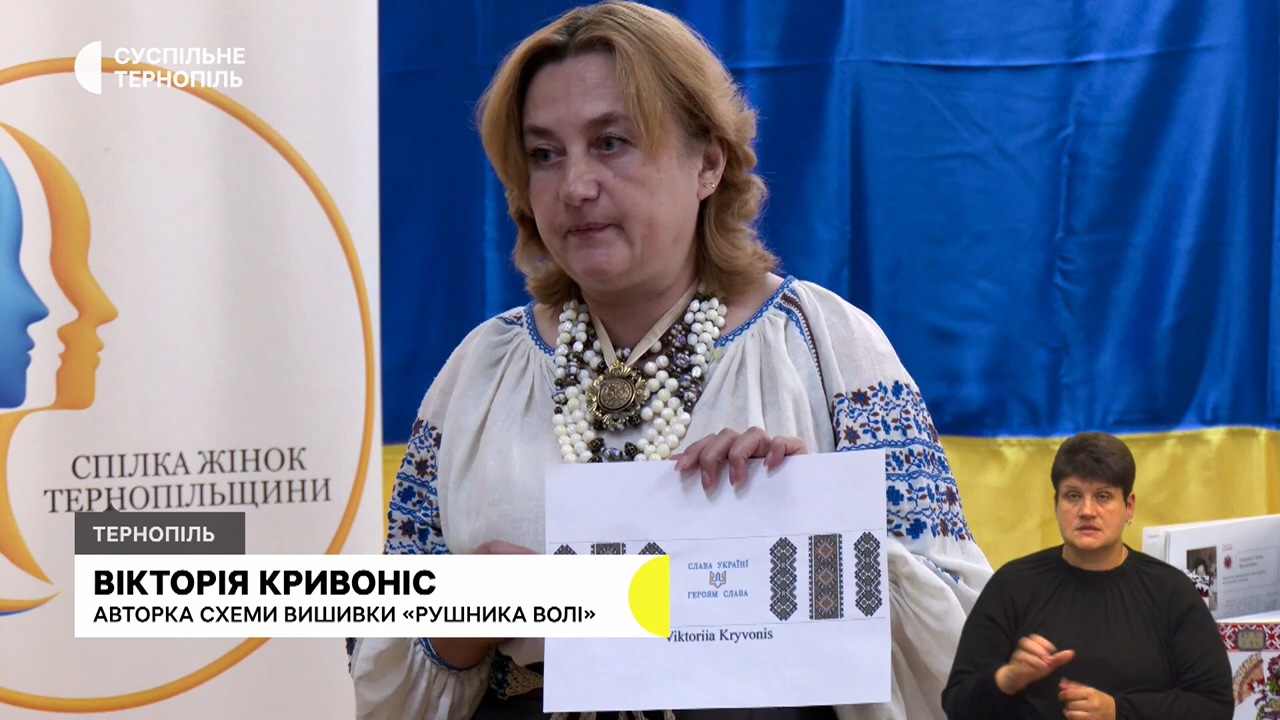 СУСПІЛЬНЕ
ТЕРНОПІЛЬ
СПІЛКА ЖІНОК
ТЕРНОПІЛЬЩИНИ
ТЕРНОПІЛЬ
ВІКТОРІЯ КРИВОНІС
АВТОРКА СХЕМИ ВИШИВКИ «РУШНИКА ВОЛІ»
СЛАВА УКРАЇНІ
ГЕРОЯМ СЛАВА
Viktoriia Kryvonis